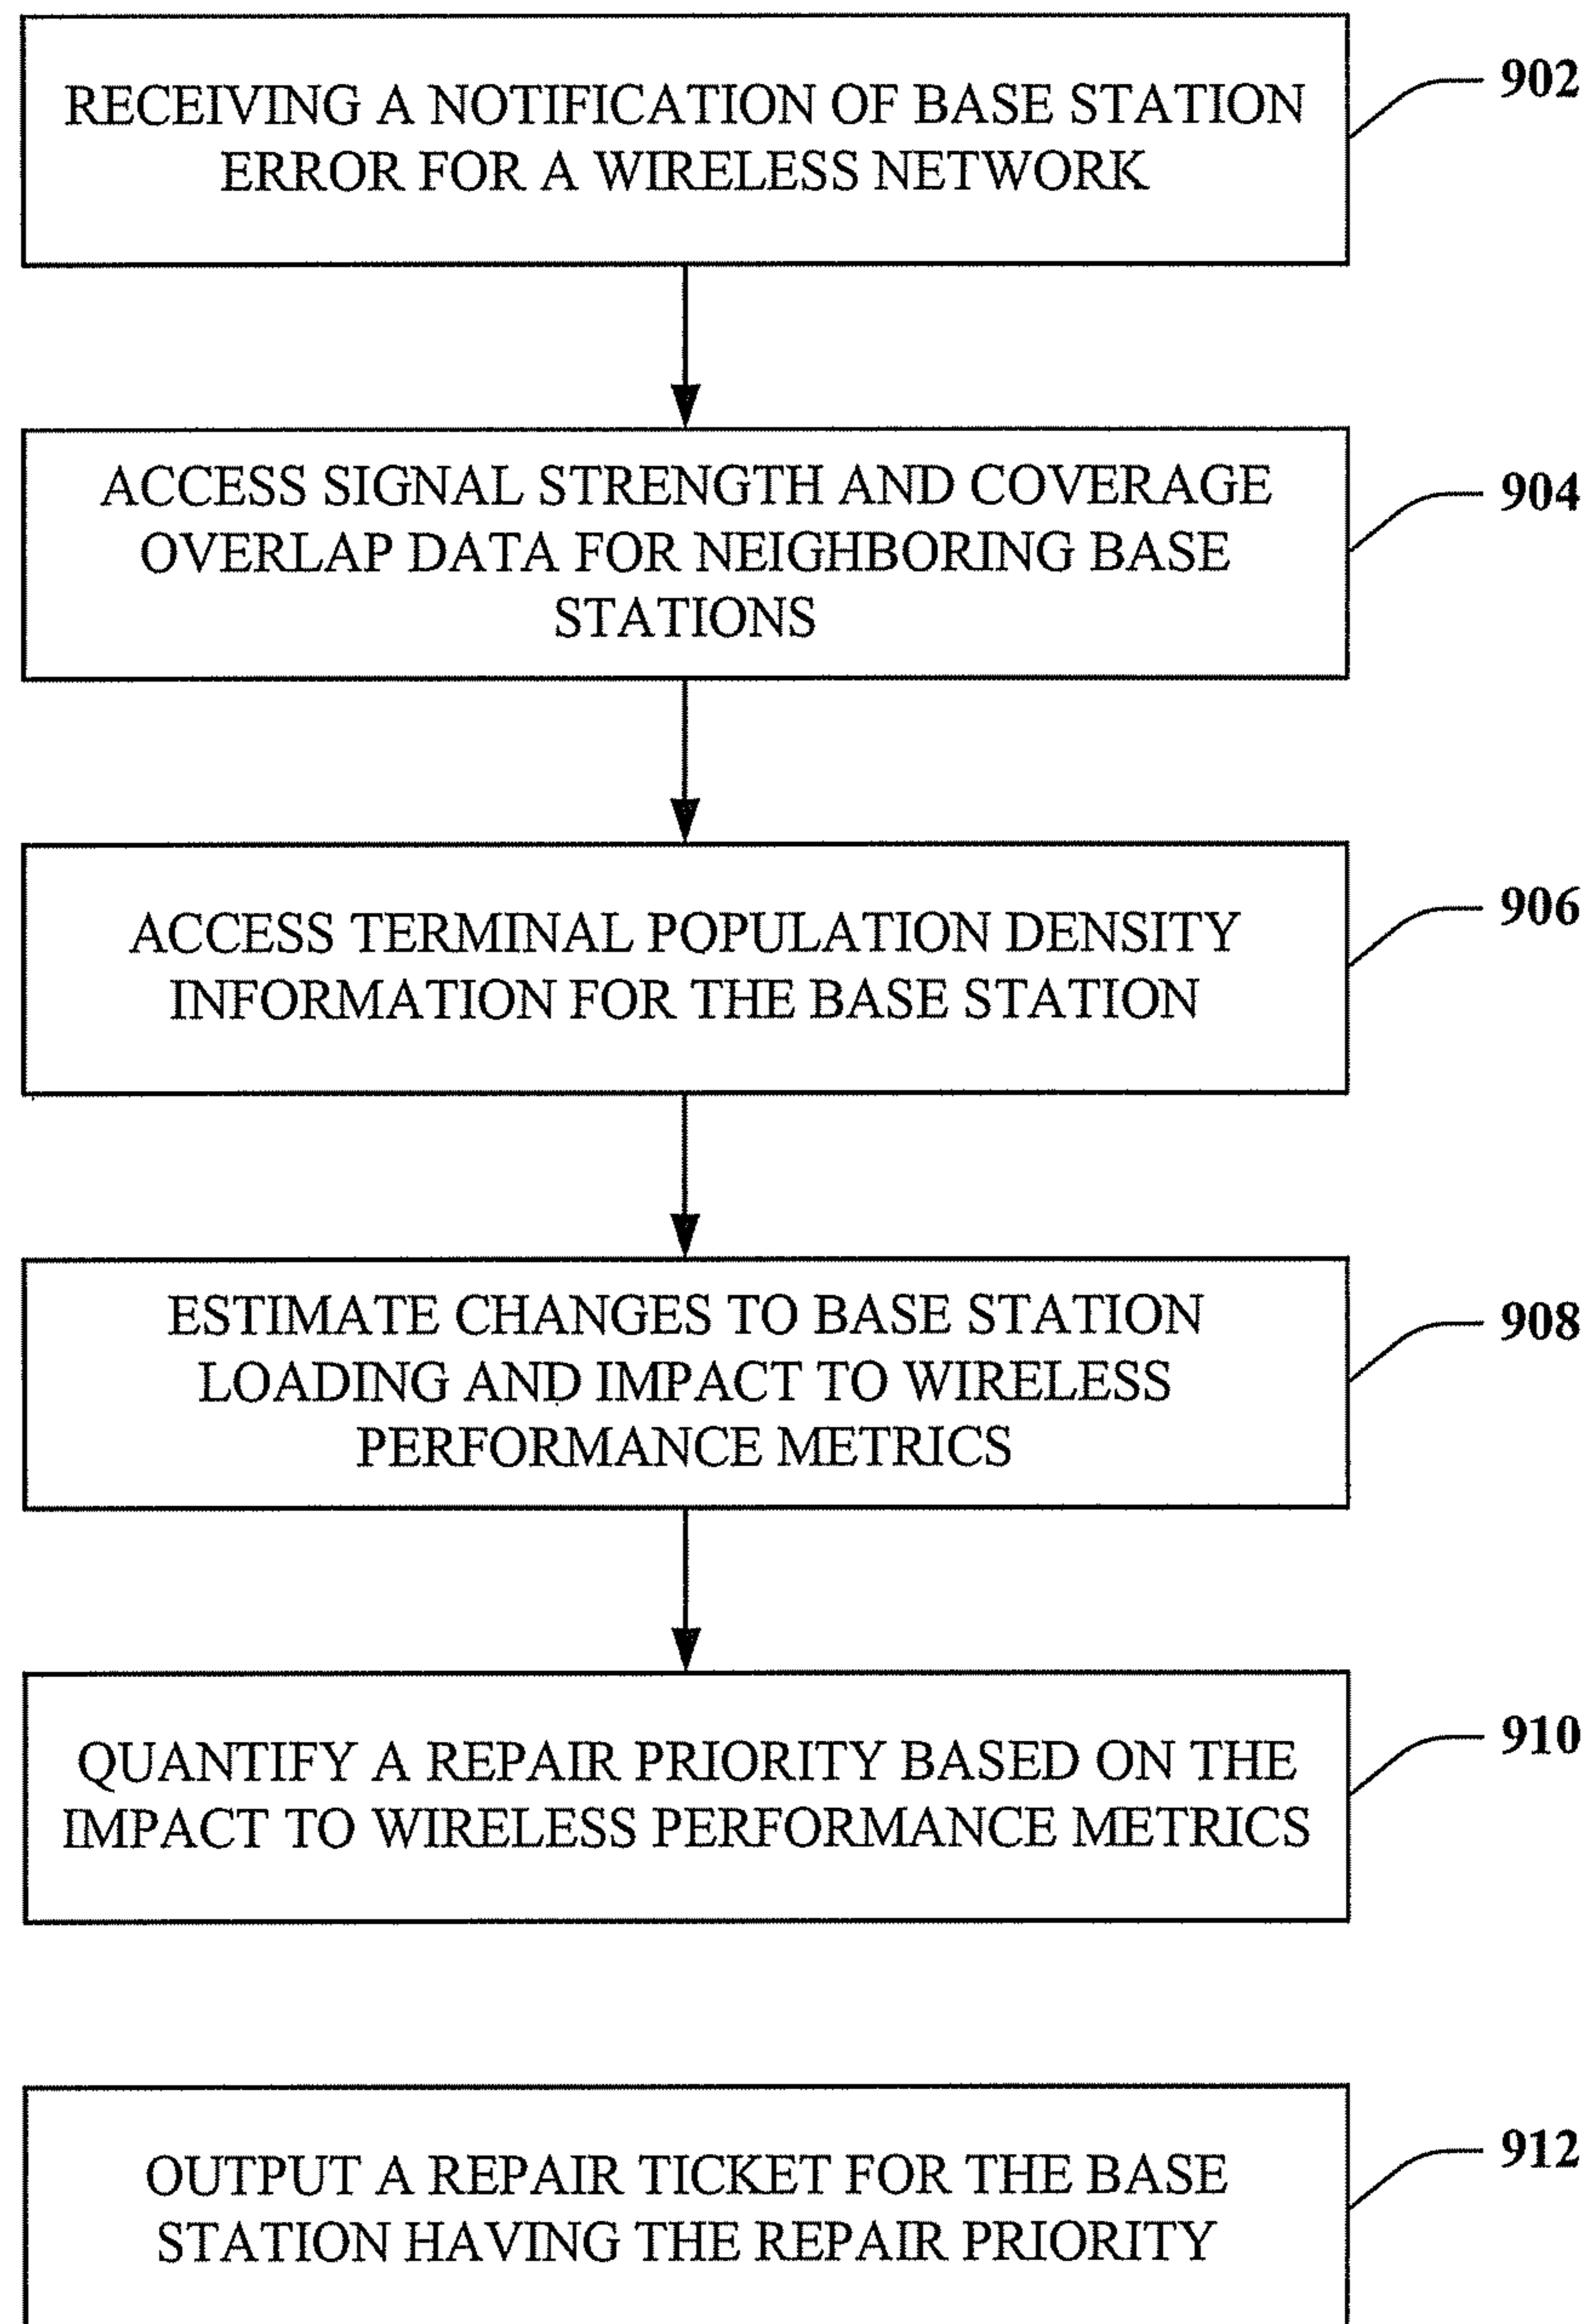 RECEIVING A NOTIFICATION OF BASE STATION
ERROR FOR A WIRELESS NETWORK
902
ACCESS SIGNAL STRENGTH AND COVERAGE
OVERLAP DATA FOR NEIGHBORING BASE
STATIONS
904
ACCESS TERMINAL POPULATION DENSITY
INFORMATION FOR THE BASE STATION
906
ESTIMATE CHANGES TO BASE STATION
LOADING AND IMPACT TO WIRELESS
PERFORMANCE METRICS
908
QUANTIFY A REPAIR PRIORITY BASED ON THE
IMPACT TO WIRELESS PERFORMANCE METRICS
910
OUTPUT A REPAIR TICKET FOR THE BASE
STATION HAVING THE REPAIR PRIORITY
912